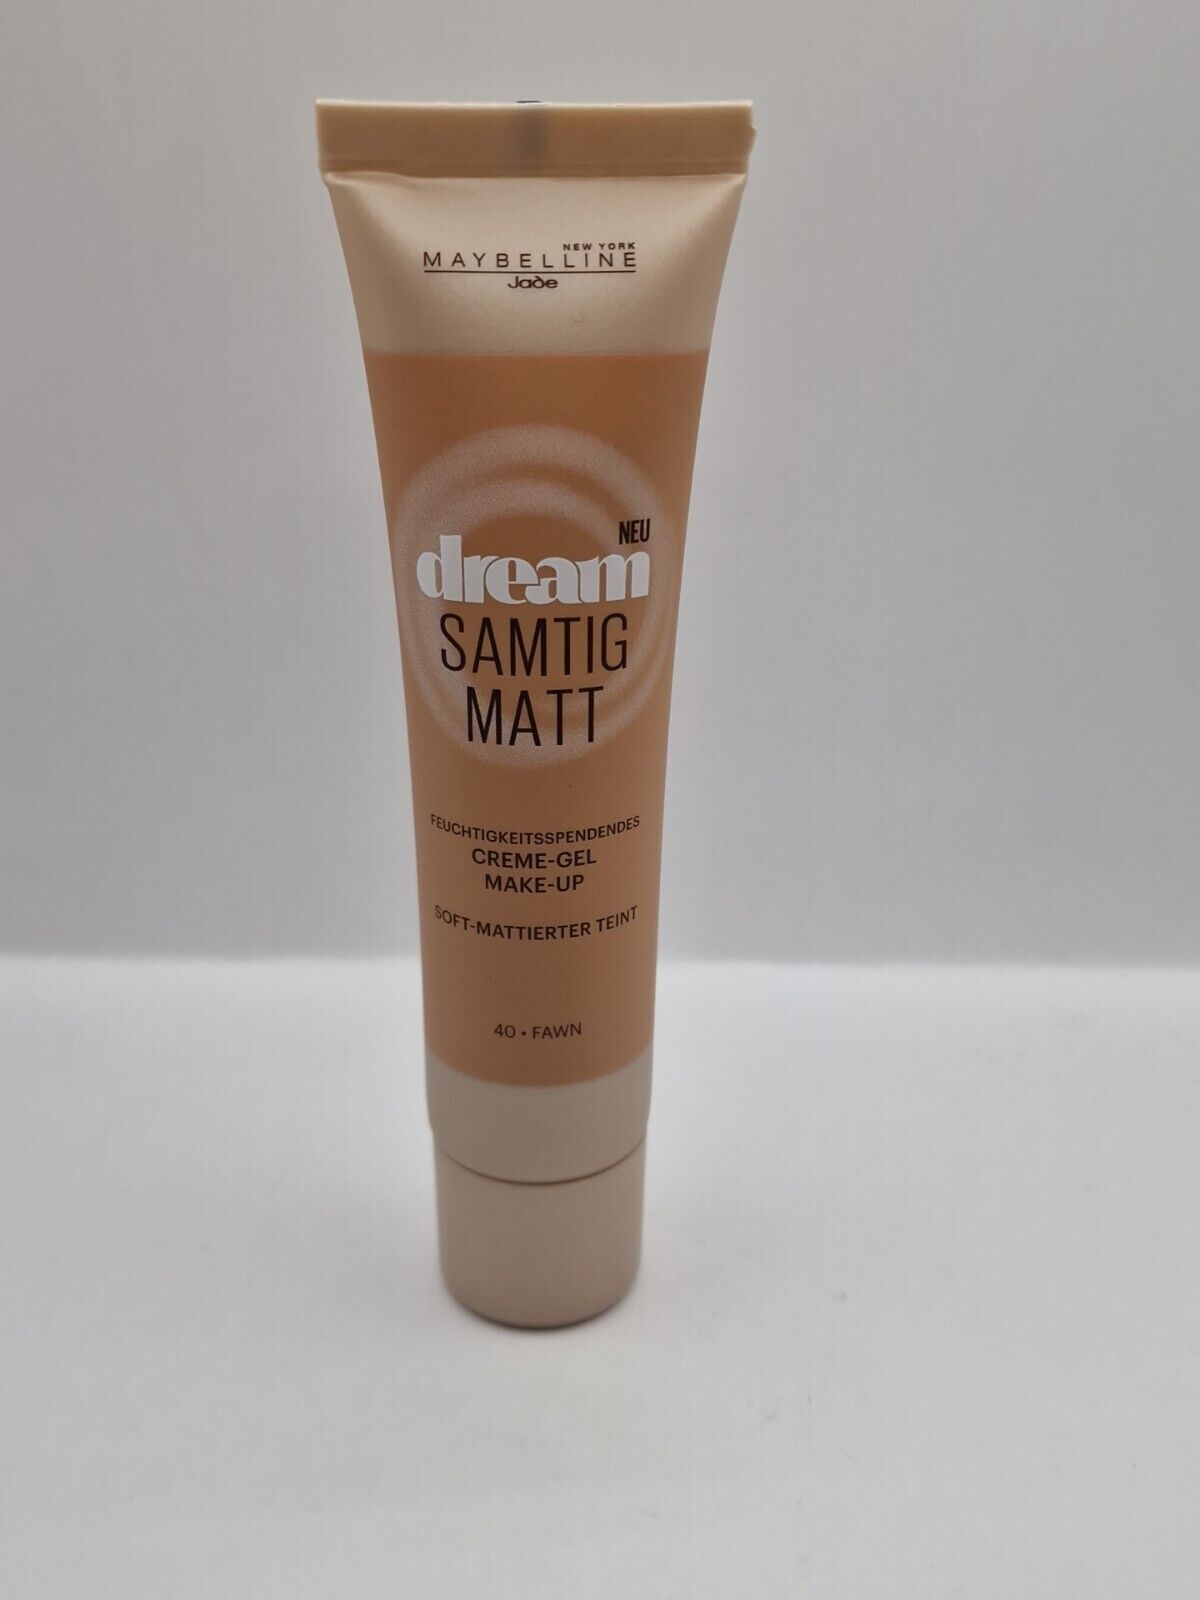 NEW YORK
MAYBELLINE
Jade
NEU
dream
SAMTIG
MATT
FEUCHTIGKEITSSPENDENDES
CREME-GEL
MAKE-UP
SOFT-MATTIERTER TEINT
40 • FAWN